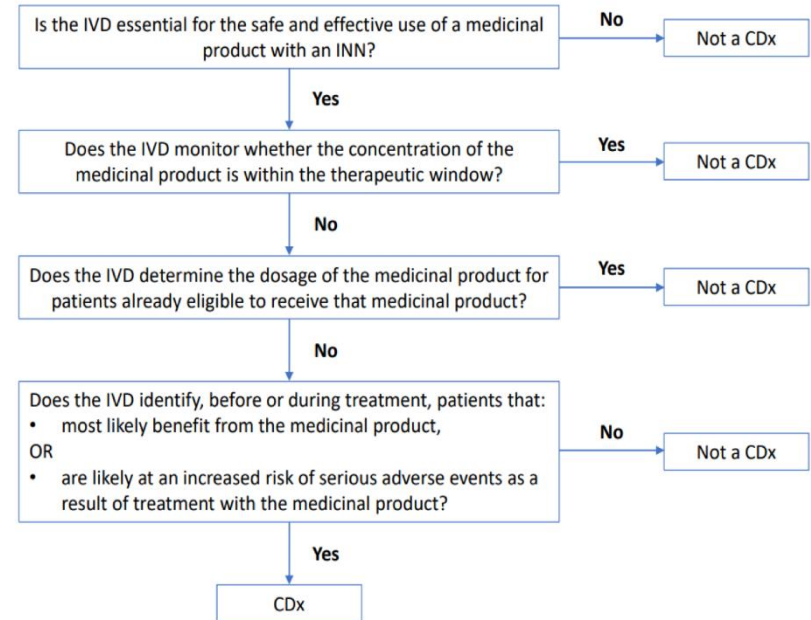 Is the IVD essential for the safe and effective use of a medicinal
product with an INN?
No
Not a CDx
Yes
Does the IVD monitor whether the concentration of the
medicinal product is within the therapeutic window?
Yes
Not a CDx
No
Does the IVD determine the dosage of the medicinal product for
patients already eligible to receive that medicinal product?
Yes
Not a CDx
No
Does the IVD identify, before or during treatment, patients that:
• most likely benefit from the medicinal product,
OR
• are likely at an increased risk of serious adverse events as a
result of treatment with the medicinal product?
No
Not a CDx
Yes
CDx